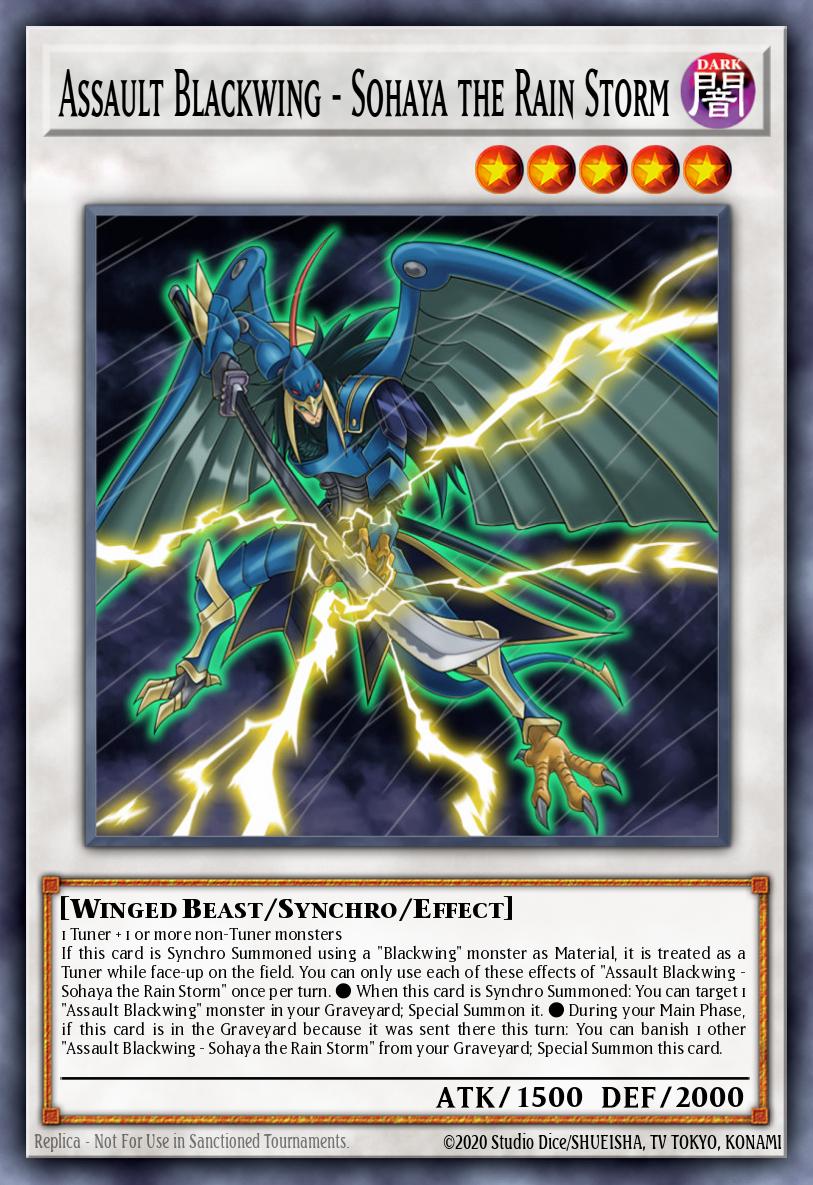 Assault Blackwing - Sohaya the Rain Storm
DARK
闇
[Winged Beast/Synchro/Effect]
1 Tuner + 1 or more non-Tuner monsters
If this card is Synchro Summoned using a "Blackwing" monster as Material, it is treated as a
Tuner while face-up on the field. You can only use each of these effects of "Assault Blackwing -
Sohaya the Rain Storm" once per turn. ● When this card is Synchro Summoned: You can target 1
"Assault Blackwing" monster in your Graveyard; Special Summon it. ● During your Main Phase,
if this card is in the Graveyard because it was sent there this turn: You can banish 1 other
"Assault Blackwing - Sohaya the Rain Storm" from your Graveyard; Special Summon this card.
ATK/1500 DEF/2000
Replica - Not For Use in Sanctioned Tournaments.
©2020 Studio Dice/SHUEISHA, TV TOKYO, KONAMI